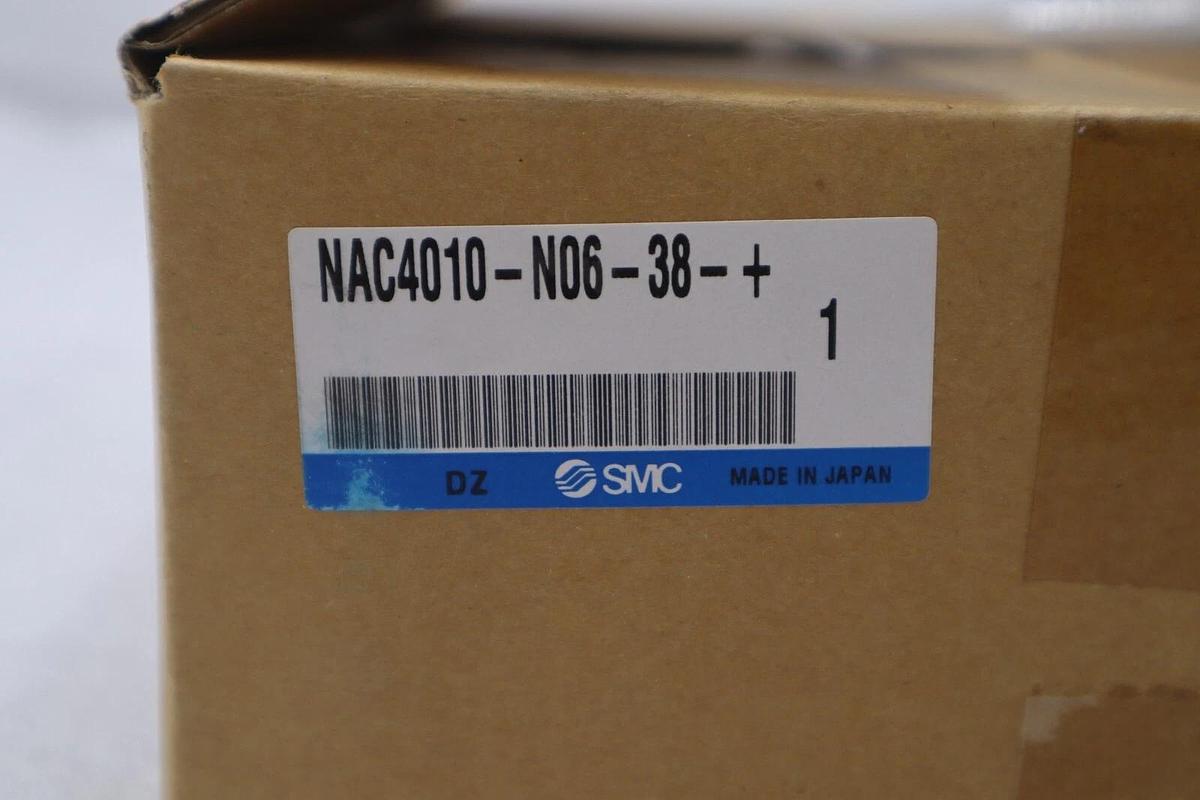 NAC4010-N06-38-+
1
DZ SMC MADE IN JAPAN